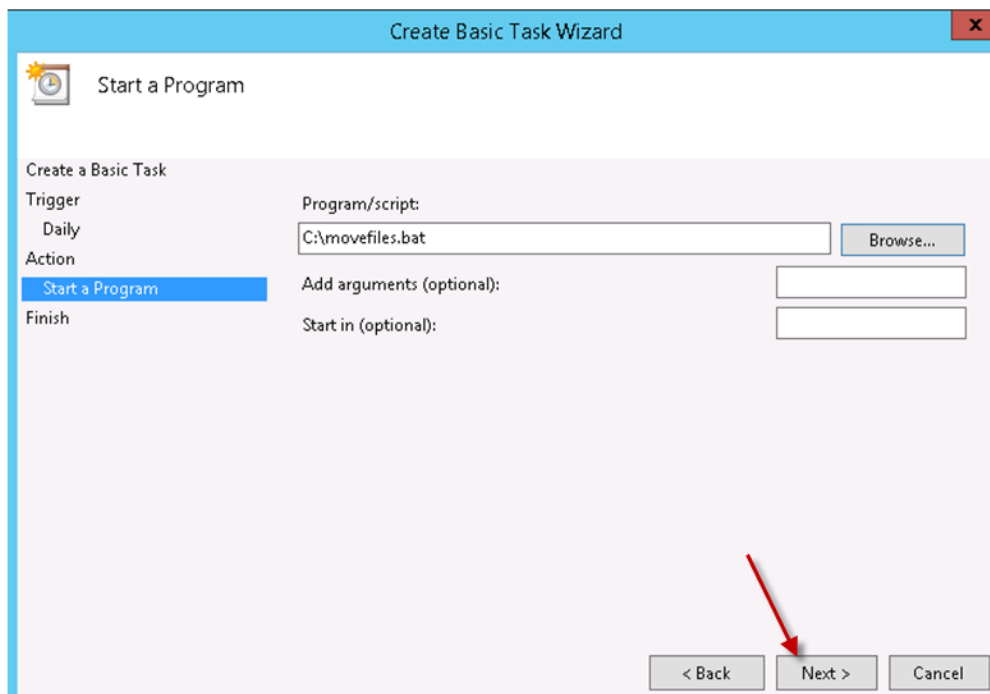 Create Basic Task Wizard
x
Start a Program
Create a Basic Task
Trigger
Daily
Action
Start a Program
Finish
Program/script:
C:\movefiles.bat
Browse...
Add arguments (optional):
Start in (optional):
< Back
Next >
Cancel